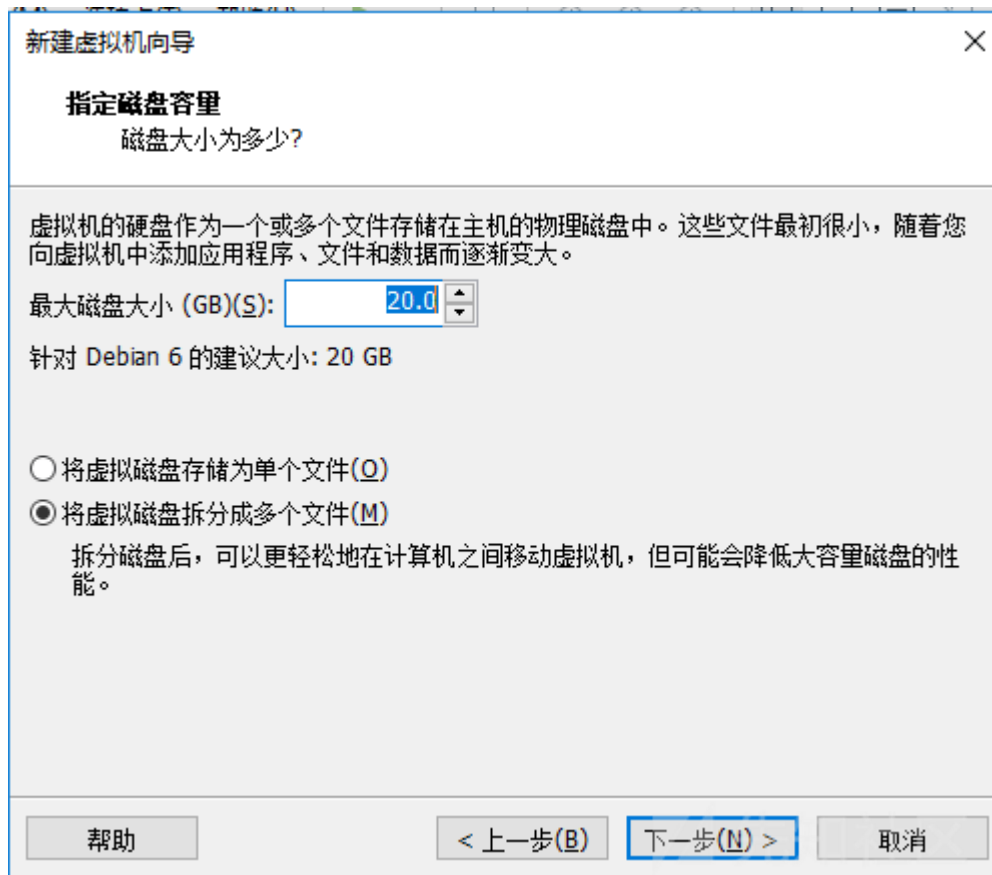 新建虚拟机向导
指定磁盘容量
磁盘大小为多少?
虚拟机的硬盘作为一个或多个文件存储在主机的物理磁盘中。这些文件最初很小，随着您
向虚拟机中添加应用程序、文件和数据而逐渐变大。
最大磁盘大小 (GB)(S): 20.0
针对 Debian 6 的建议大小: 20 GB
将虚拟磁盘存储为单个文件(O)
将虚拟磁盘拆分成多个文件(M)
拆分磁盘后，可以更轻松地在计算机之间移动虚拟机，但可能会降低大容量磁盘的性
能。
帮助 < 上一步(B) 下一步(N) > 取消